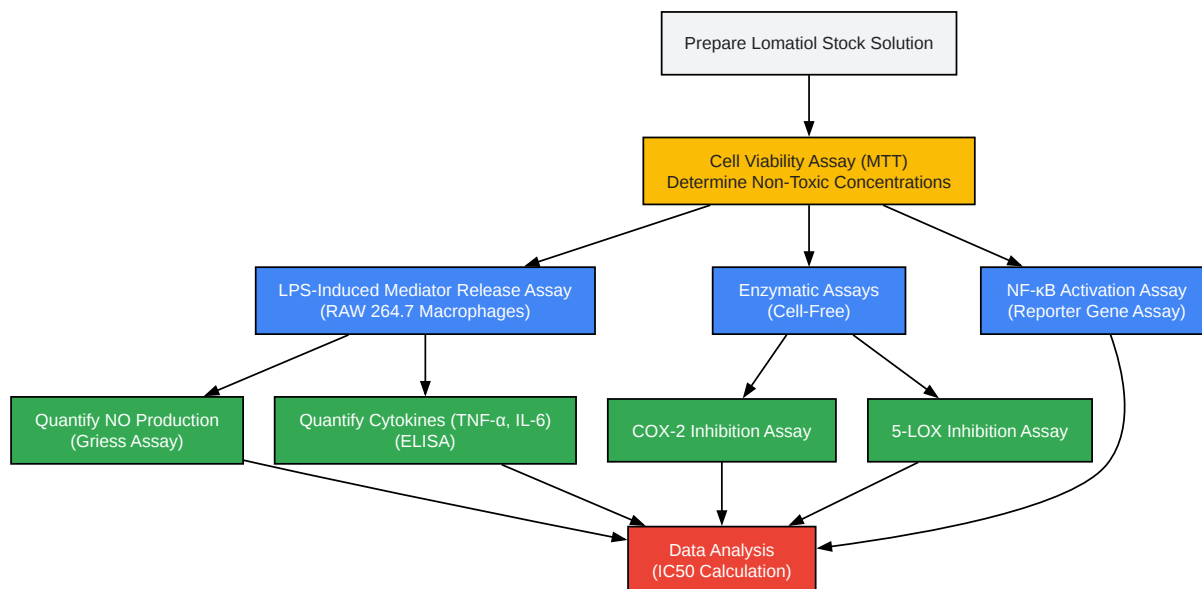 Prepare Lomatiol Stock Solution
Cell Viability Assay (MTT)
Determine Non-Toxic Concentrations
LPS-Induced Mediator Release Assay
(RAW 264.7 Macrophages)
Enzymatic Assays
(Cell-Free)
NF-κB Activation Assay
(Reporter Gene Assay)
Quantify NO Production
(Griess Assay)
Quantify Cytokines (TNF-α, IL-6)
(ELISA)
COX-2 Inhibition Assay
5-LOX Inhibition Assay
Data Analysis
(IC50 Calculation)